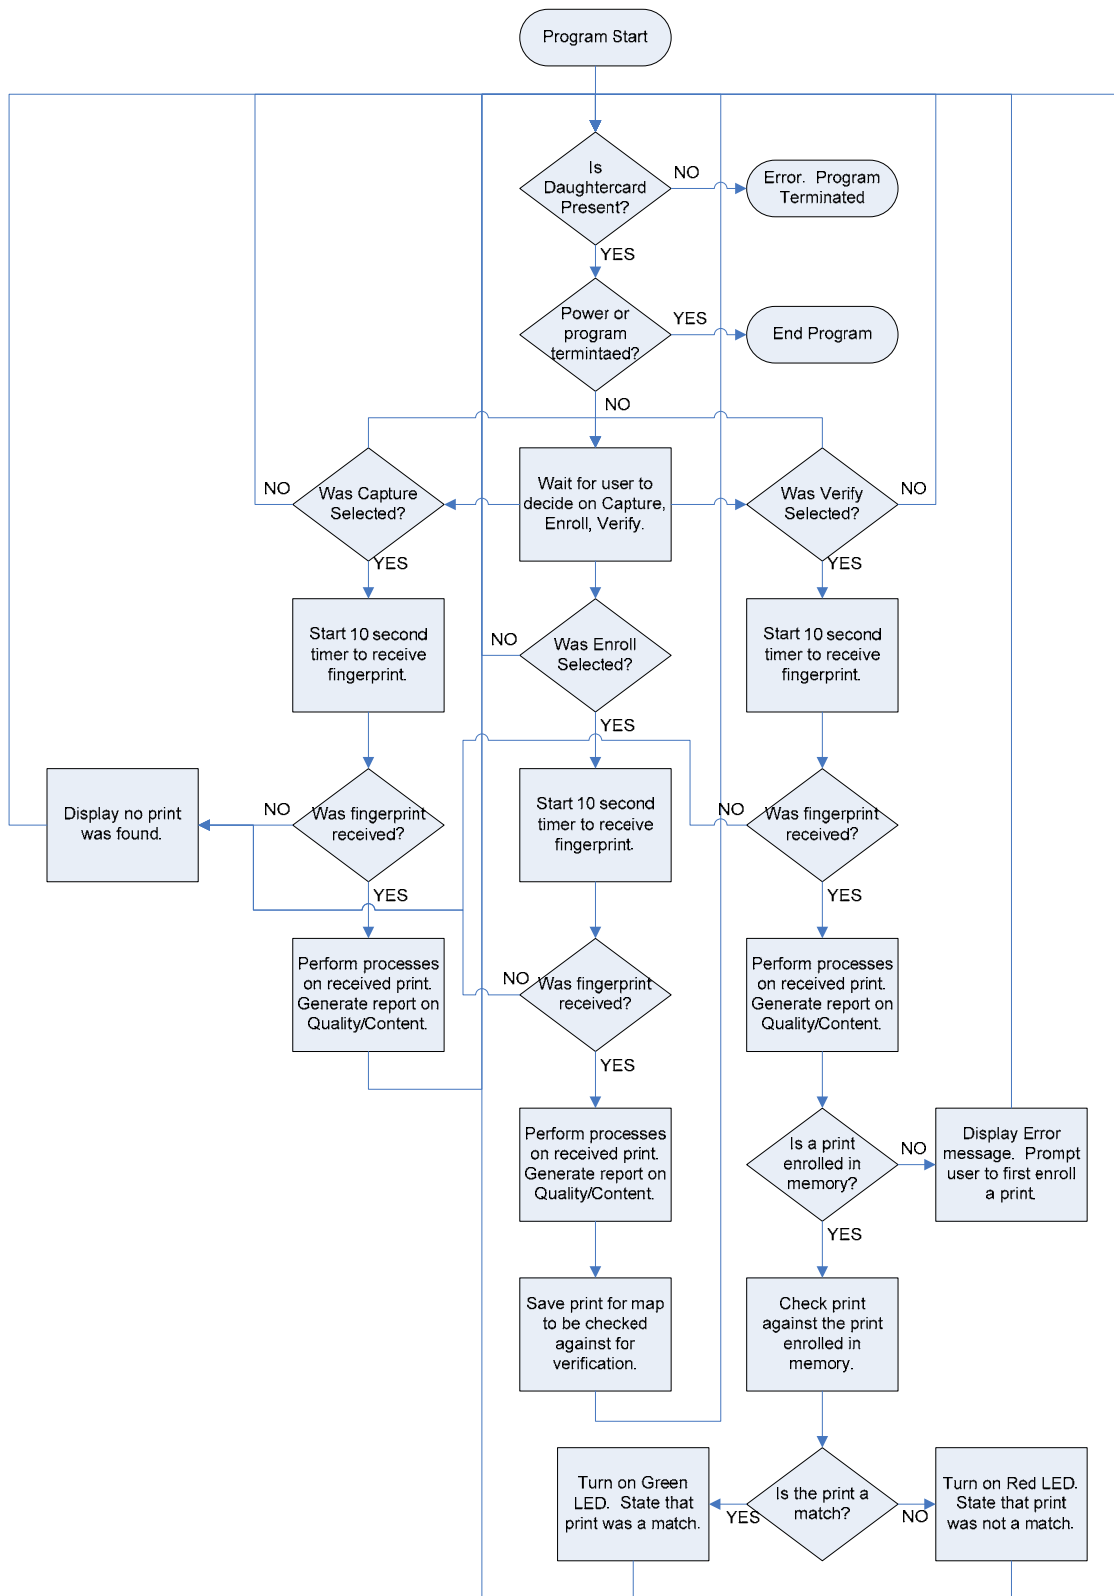 Program Start
Is
Daughtercard
Present?
NO
Error. Program
Terminated
YES
Power or
program
termintaed?
YES
End Program
NO
Was Capture
Selected?
NO
YES
Wait for user to
decide on Capture,
Enroll, Verify.
Was Verify
Selected?
NO
YES
Start 10 second
timer to receive
fingerprint.
NO
Was Enroll
Selected?
YES
Start 10 second
timer to receive
fingerprint.
Display no print
was found.
NO
Was fingerprint
received?
YES
Start 10 second
timer to receive
fingerprint.
NO
Was fingerprint
received?
YES
Perform processes
on received print.
Generate report on
Quality/Content.
NO
Was fingerprint
received?
YES
Perform processes
on received print.
Generate report on
Quality/Content.
Perform processes
on received print.
Generate report on
Quality/Content.
Is a print
enrolled in
memory?
NO
YES
Display Error
message. Prompt
user to first enroll
a print.
Save print for map
to be checked
against for
verification.
Check print
against the print
enrolled in
memory.
Turn on Green
LED. State that
print was a match.
YES
Is the print a
match?
NO
Turn on Red LED.
State that print
was not a match.